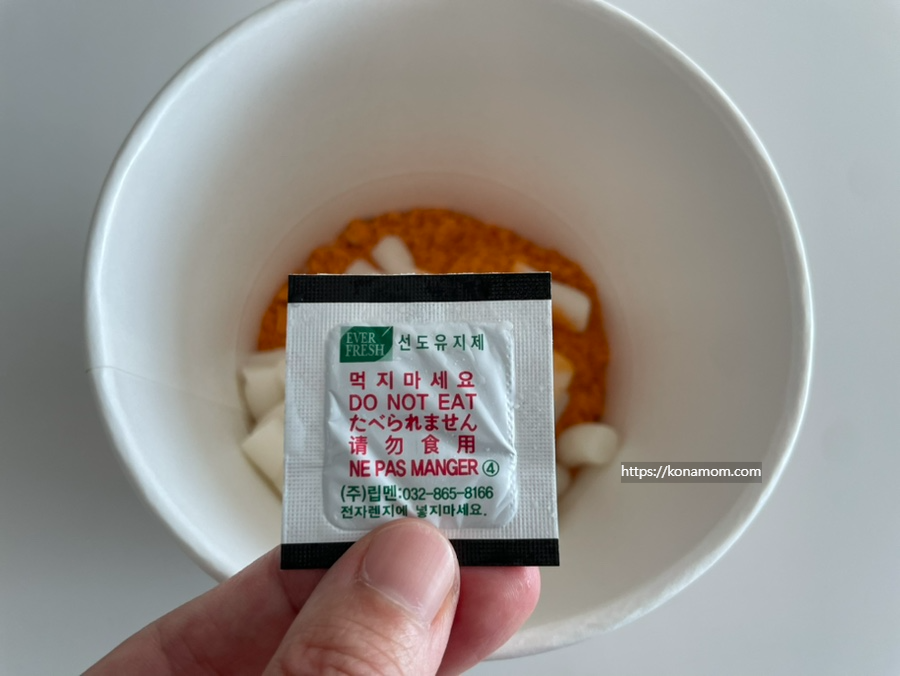 EVER
FRESH
선도유지제
먹지마세요
DO NOT EAT
たべられません
请勿食用
NE PAS MANGER ④
(주)립멘:032-865-8166
전자렌지에 넣지마세요.
https://konamom.com